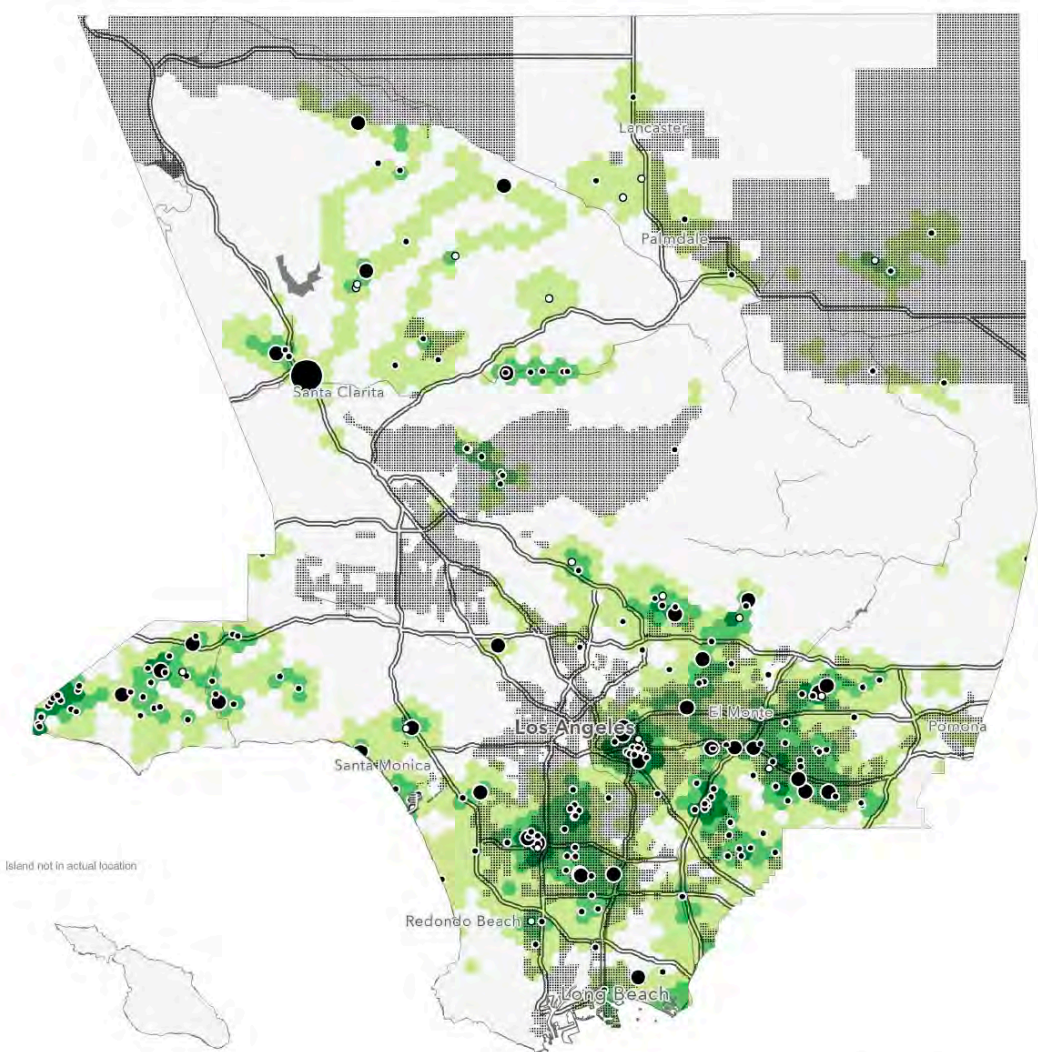 Lancaster
Palmdale
Santa Clarita
Los Angeles
El Monte
Pomona
Santa Monica
Island not in actual location
Redondo Beach
Long Beach